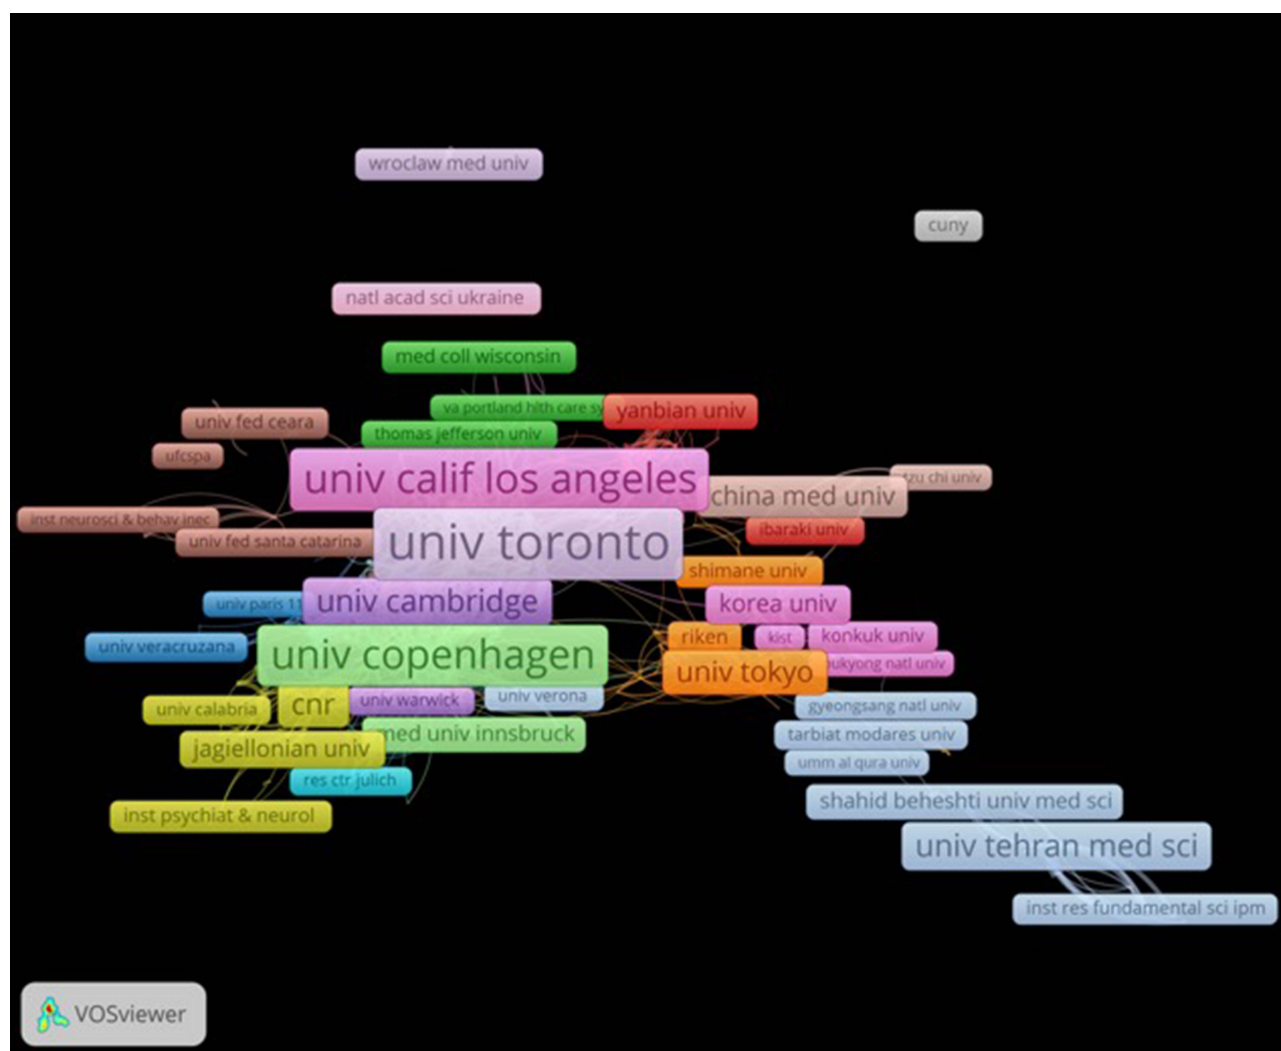 wroclaw med univ
cuny
natl acad sci ukraine
med coll wisconsin
va portland hlth care sy
yanbian univ
univ fed ceara
thomas jefferson univ
ufcspa
univ calif los angeles
tzu chi univ
china med univ
inst neurosci & behav inec
ibaraki univ
univ fed santa catarina
univ toronto
shimane univ
univ paris 11
univ cambridge
korea univ
riken
kist
konkuk univ
univ veracruzana
univ copenhagen
univ tokyo
pukyong natl univ
univ calabria
cnr
univ warwick
univ verona
gyeongsang natl univ
med univ innsbruck
tarbiat modares univ
jagiellonian univ
umm al qura univ
res ctr julich
shahid beheshti univ med sci
inst psychiat & neurol
univ tehran med sci
inst res fundamental sci ipm
VOSviewer